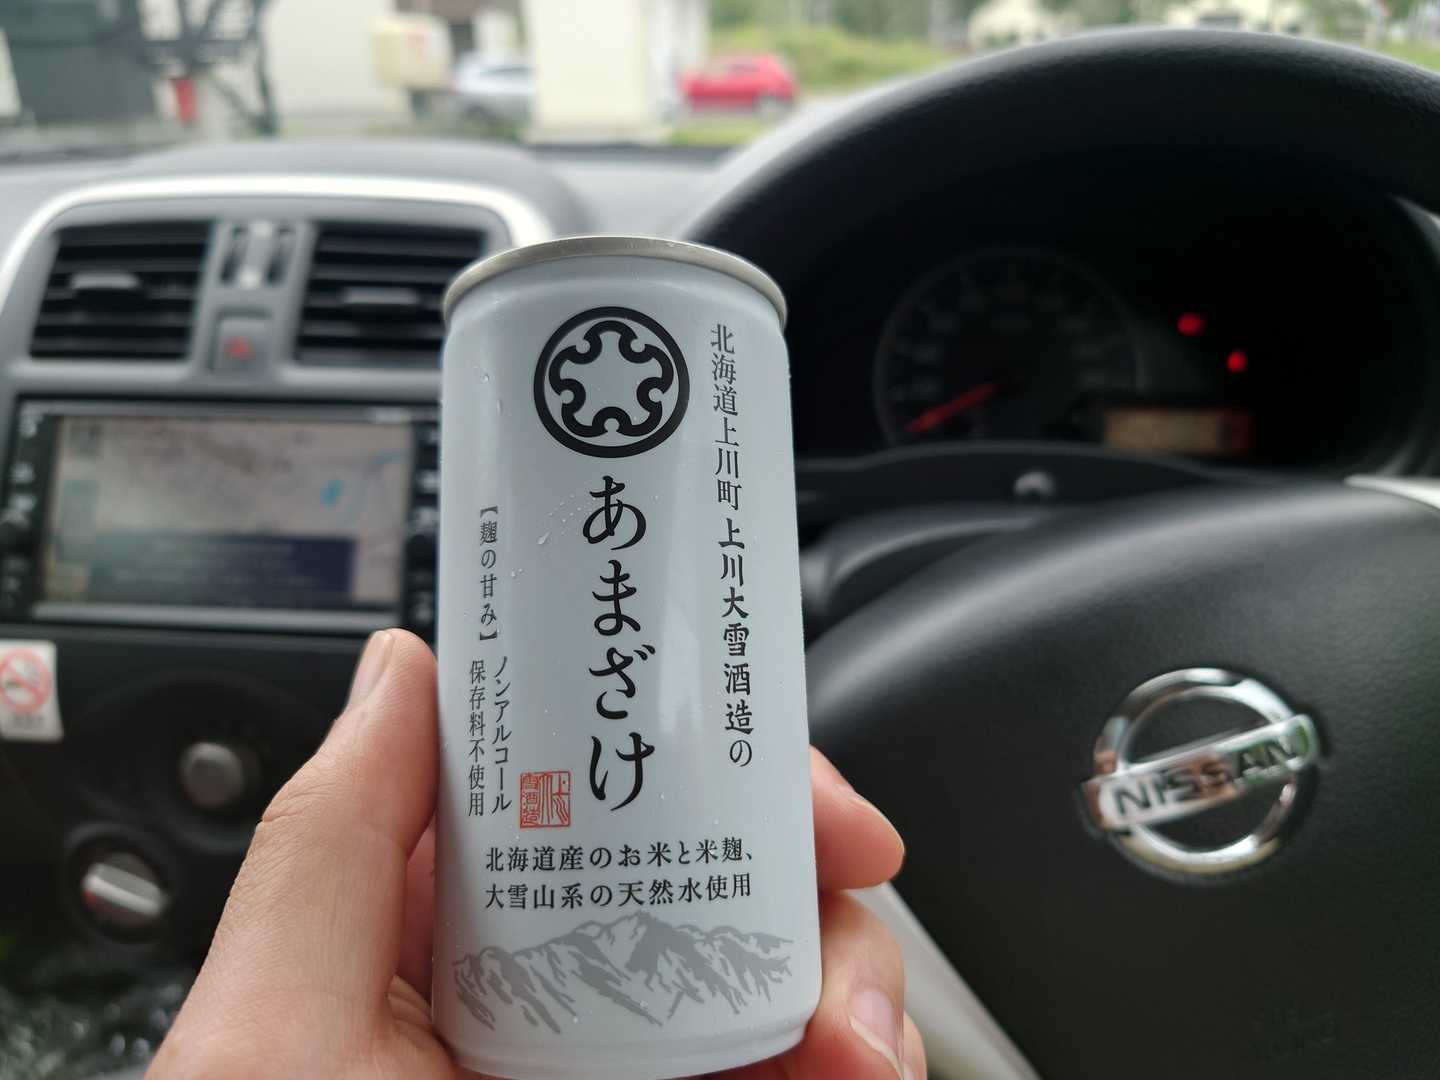 北海道上川町 上川大雪酒造の
あまざけ
【麹の甘み】
ノンアルコール
保存料不使用
北海道産のお米と米麹、
大雪山系の天然水使用
NISSAN